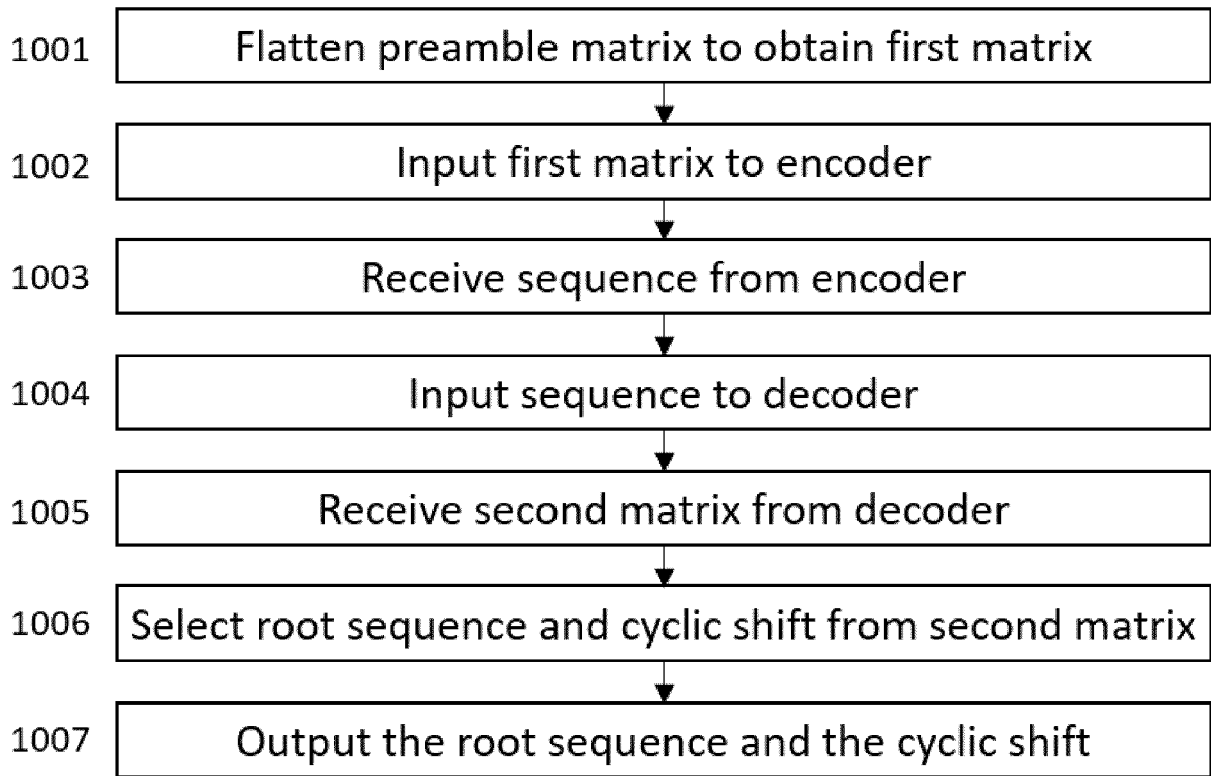 1001 Flatten preamble matrix to obtain first matrix
1002 Input first matrix to encoder
1003 Receive sequence from encoder
1004 Input sequence to decoder
1005 Receive second matrix from decoder
1006 Select root sequence and cyclic shift from second matrix
1007 Output the root sequence and the cyclic shift